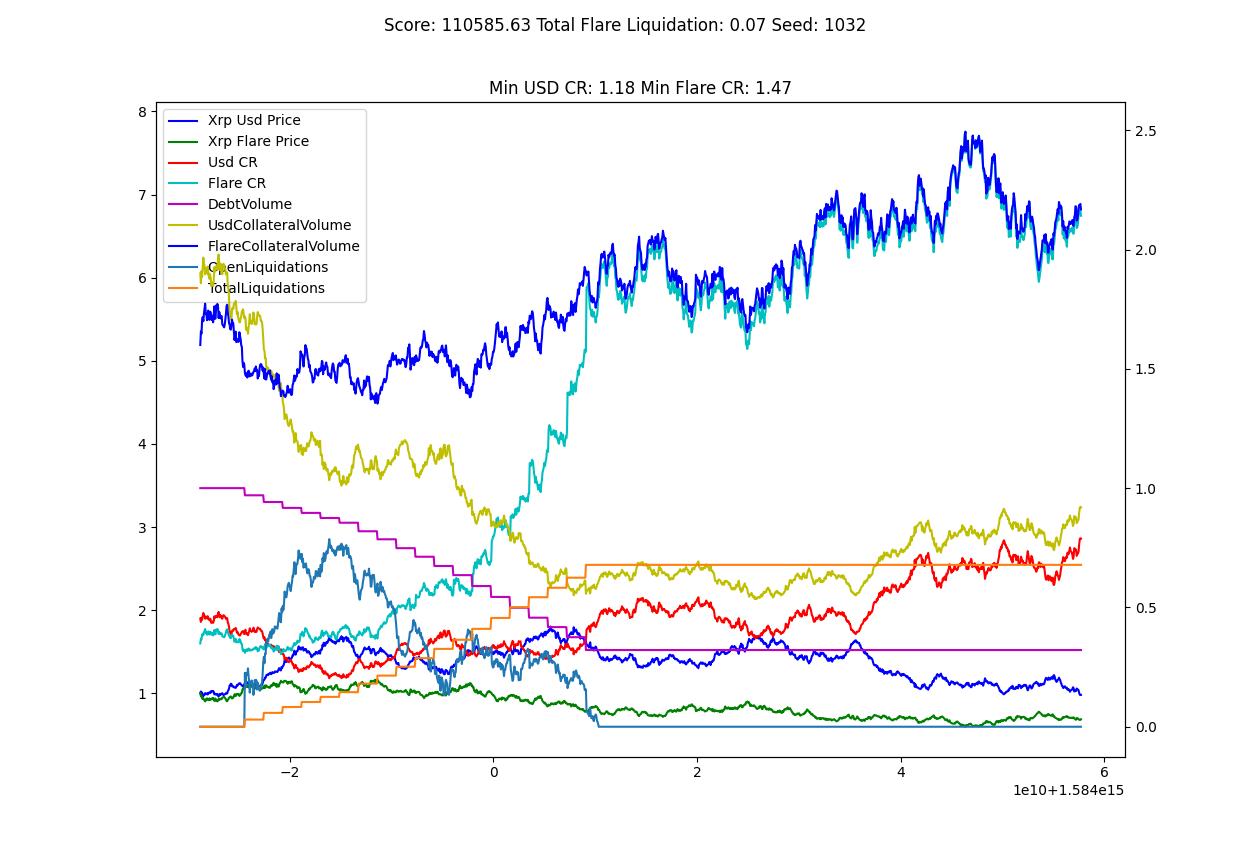 Score: 110585.63 Total Flare Liquidation: 0.07 Seed: 1032
Min USD CR: 1.18 Min Flare CR: 1.47
Xrp Usd Price
Xrp Flare Price
Usd CR
Flare CR
DebtVolume
UsdCollateralVolume
FlareCollateralVolume
OpenLiquidations
TotalLiquidations
8
7
6
5
4
3
2
1
2.5
2.0
1.5
1.0
0.5
0.0
−2
0
2
4
6
1e10+1.584e15